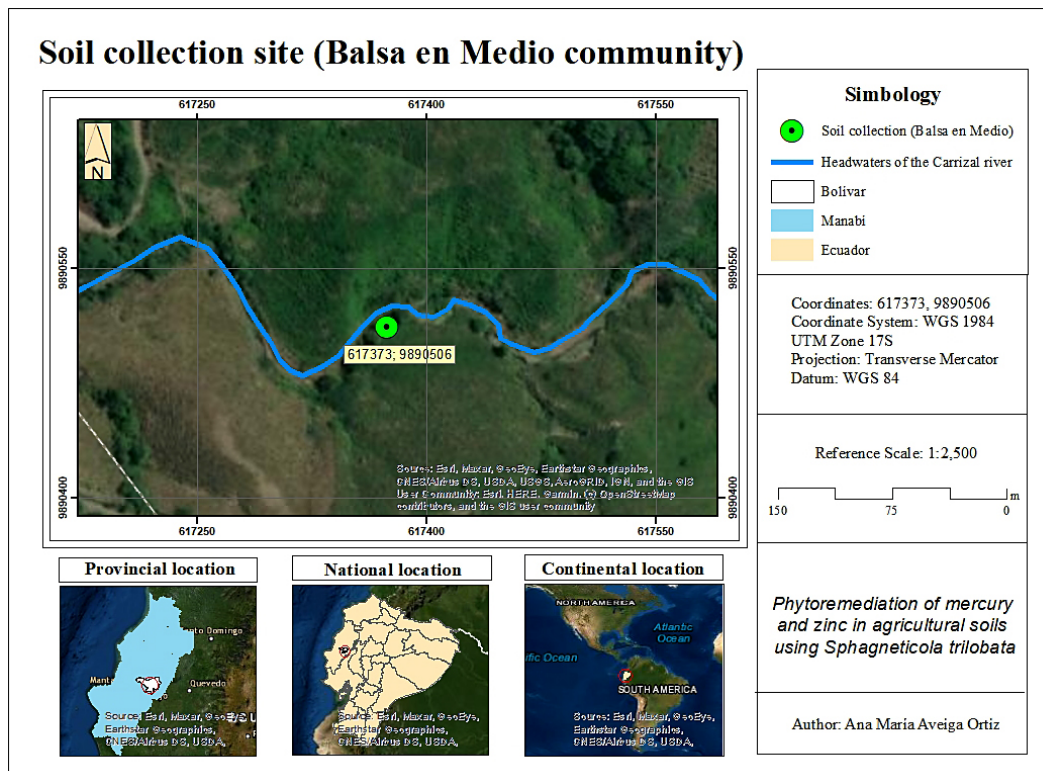 Soil collection site (Balsa en Medio community)
617250 617400 617550
9890550 9890550
9890400 9890400
N
617373; 9890506
Source: Esri, Maxar, GeoEye, Earthstar Geographics,
CNES/Airbus DS, USDA, USGS, AeroGRID, IGN, and the GIS
User Community: Esri, HERE, Garmin, (c) OpenStreetMap
contributors, and the GIS user community
617250 617400 617550
Simbology
Soil collection (Balsa en Medio)
Headwaters of the Carrizal river
Bolivar
Manabi
Ecuador
Coordinates: 617373, 9890506
Coordinate System: WGS 1984
UTM Zone 17S
Projection: Transverse Mercator
Datum: WGS 84
Reference Scale: 1:2,500
m
150 75 0
Phytoremediation of mercury
and zinc in agricultural soils
using Sphagneticola trilobata
Author: Ana Maria Aveiga Ortiz
Provincial location
nto Domingo
Manta
Quevedo
Source: Esri, Maxar, GeoEye,
Earthstar Geographics,
CNES/Airbus DS, USDA,
National location
Source: Esri, Maxar, GeoEye,
Earthstar Geographics,
CNES/Airbus DS, USDA,
Continental location
NORTH AMERICA
Atlantic
Ocean
ific Ocean
SOUTH AMERICA
Source: Esri, Maxar, GeoEye,
Earthstar Geographics,
CNES/Airbus DS, USDA,